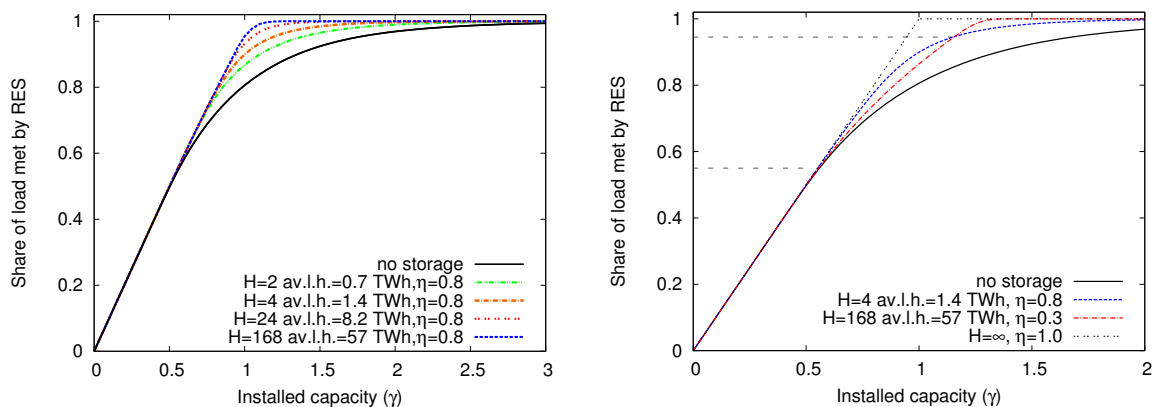 1
0.8
0.6
0.4
0.2
0
Share of load met by RES
no storage
H=2 av.l.h.=0.7 TWh,η=0.8
H=4 av.l.h.=1.4 TWh,η=0.8
H=24 av.l.h.=8.2 TWh,η=0.8
H=168 av.l.h.=57 TWh,η=0.8
0 0.5 1 1.5 2 2.5 3
Installed capacity (γ)
1
0.8
0.6
0.4
0.2
0
Share of load met by RES
no storage
H=4 av.l.h.=1.4 TWh, η=0.8
H=168 av.l.h.=57 TWh, η=0.3
H=∞, η=1.0
0 0.5 1 1.5 2
Installed capacity (γ)